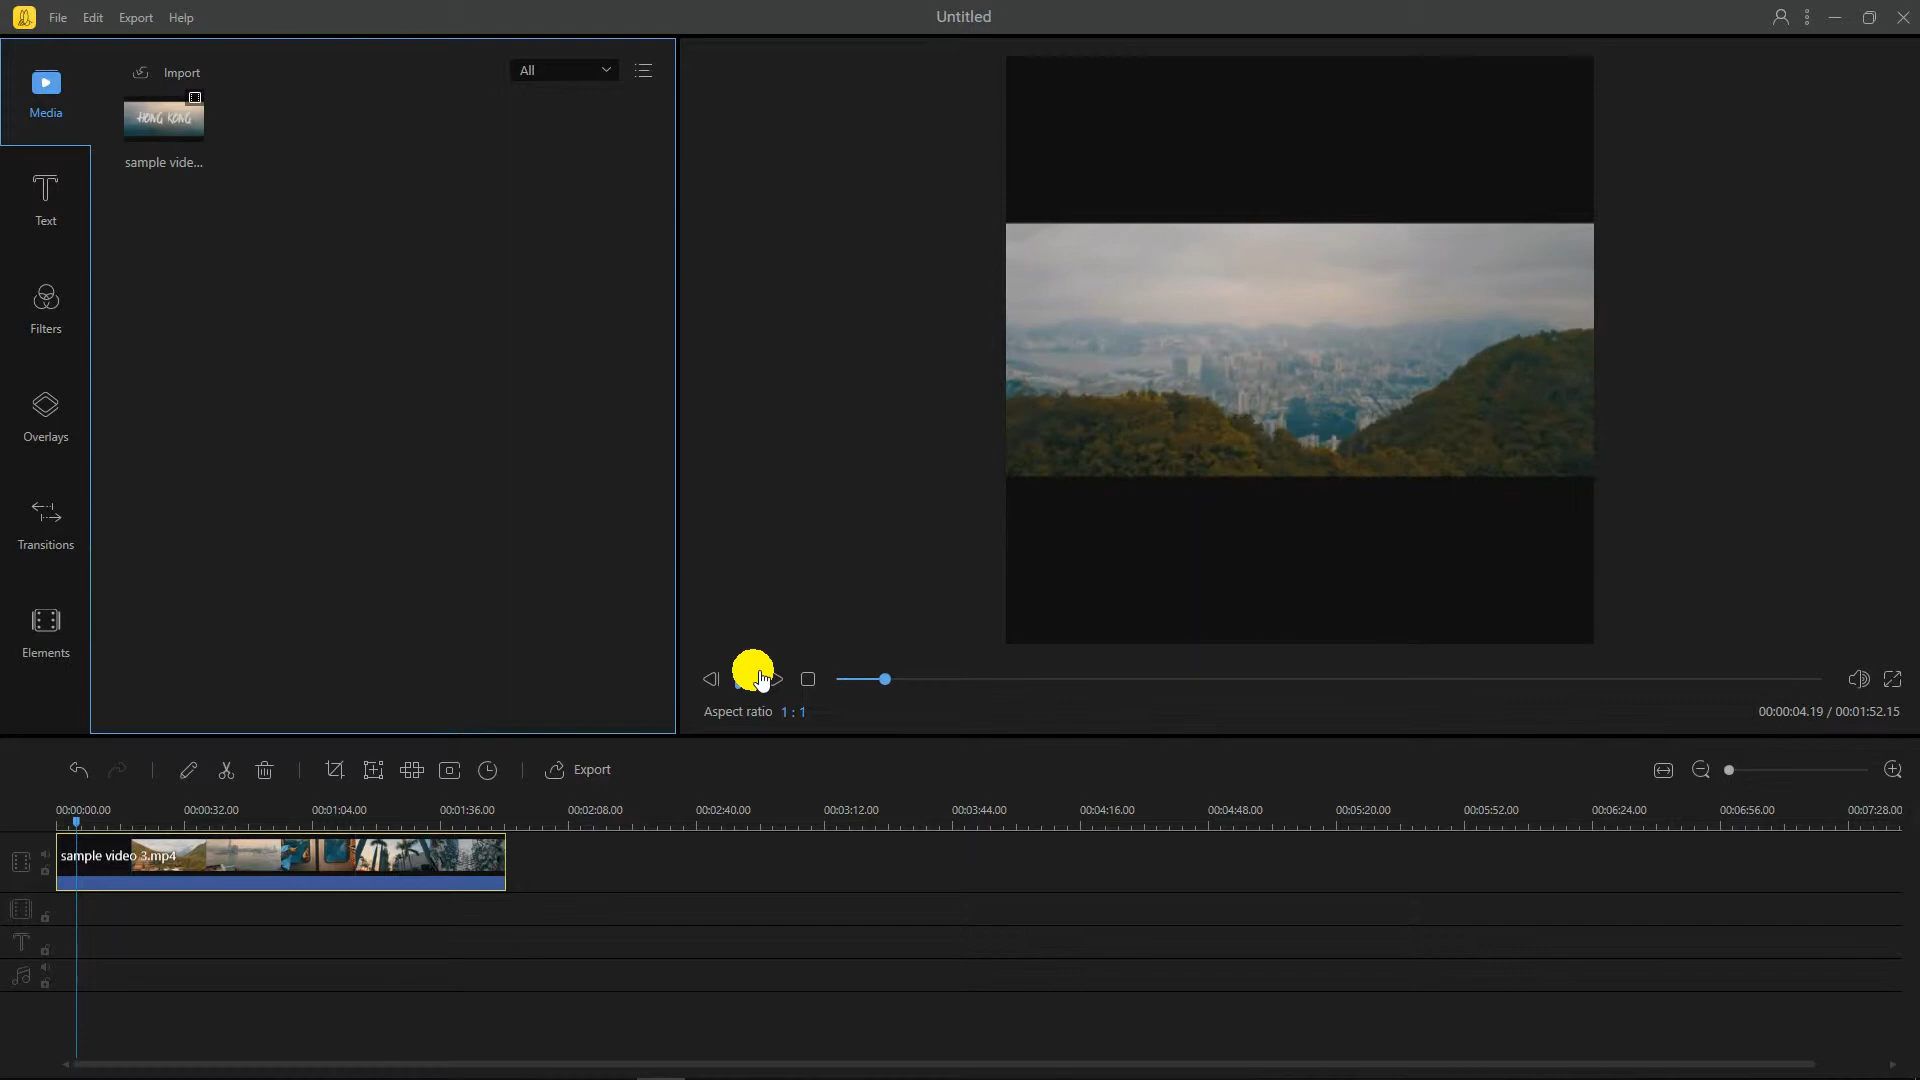 File Edit Export Help
Untitled
Media
Import
All
HONG KONG
sample vide...
Text
Filters
Overlays
Transitions
Elements
Aspect ratio 1 : 1
00:00:04.19 / 00:01:52.15
Export
00:00:00.00 00:00:32.00 00:01:04.00 00:01:36.00 00:02:08.00 00:02:40.00 00:03:12.00 00:03:44.00 00:04:16.00 00:04:48.00 00:05:20.00 00:05:52.00 00:06:24.00 00:06:56.00 00:07:28.00
sample video 3.mp4